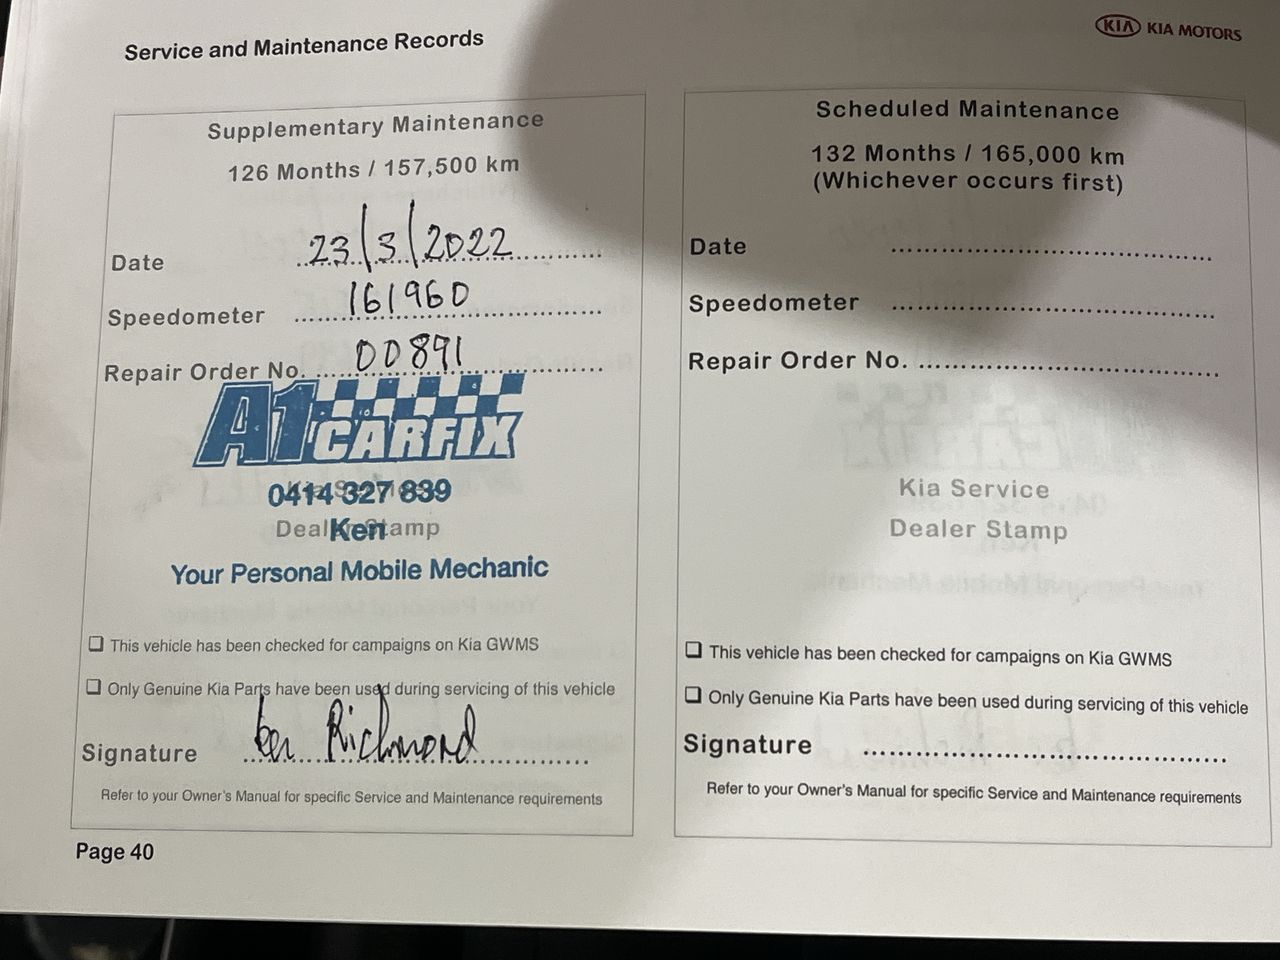 Service and Maintenance Records
KIA KIA MOTORS
Supplementary Maintenance
126 Months / 157,500 km
Date 23/3/2022
Speedometer 161960
Repair Order No. 00891
A1 CARFIX
0414 327 839
Dealer Stamp
Ken
Your Personal Mobile Mechanic
❑ This vehicle has been checked for campaigns on Kia GWMS
❑ Only Genuine Kia Parts have been used during servicing of this vehicle
Signature Ken Richmond
Refer to your Owner's Manual for specific Service and Maintenance requirements
Page 40
Scheduled Maintenance
132 Months / 165,000 km
(Whichever occurs first)
Date
Speedometer
Repair Order No.
Kia Service
Dealer Stamp
❑ This vehicle has been checked for campaigns on Kia GWMS
❑ Only Genuine Kia Parts have been used during servicing of this vehicle
Signature
Refer to your Owner's Manual for specific Service and Maintenance requirements